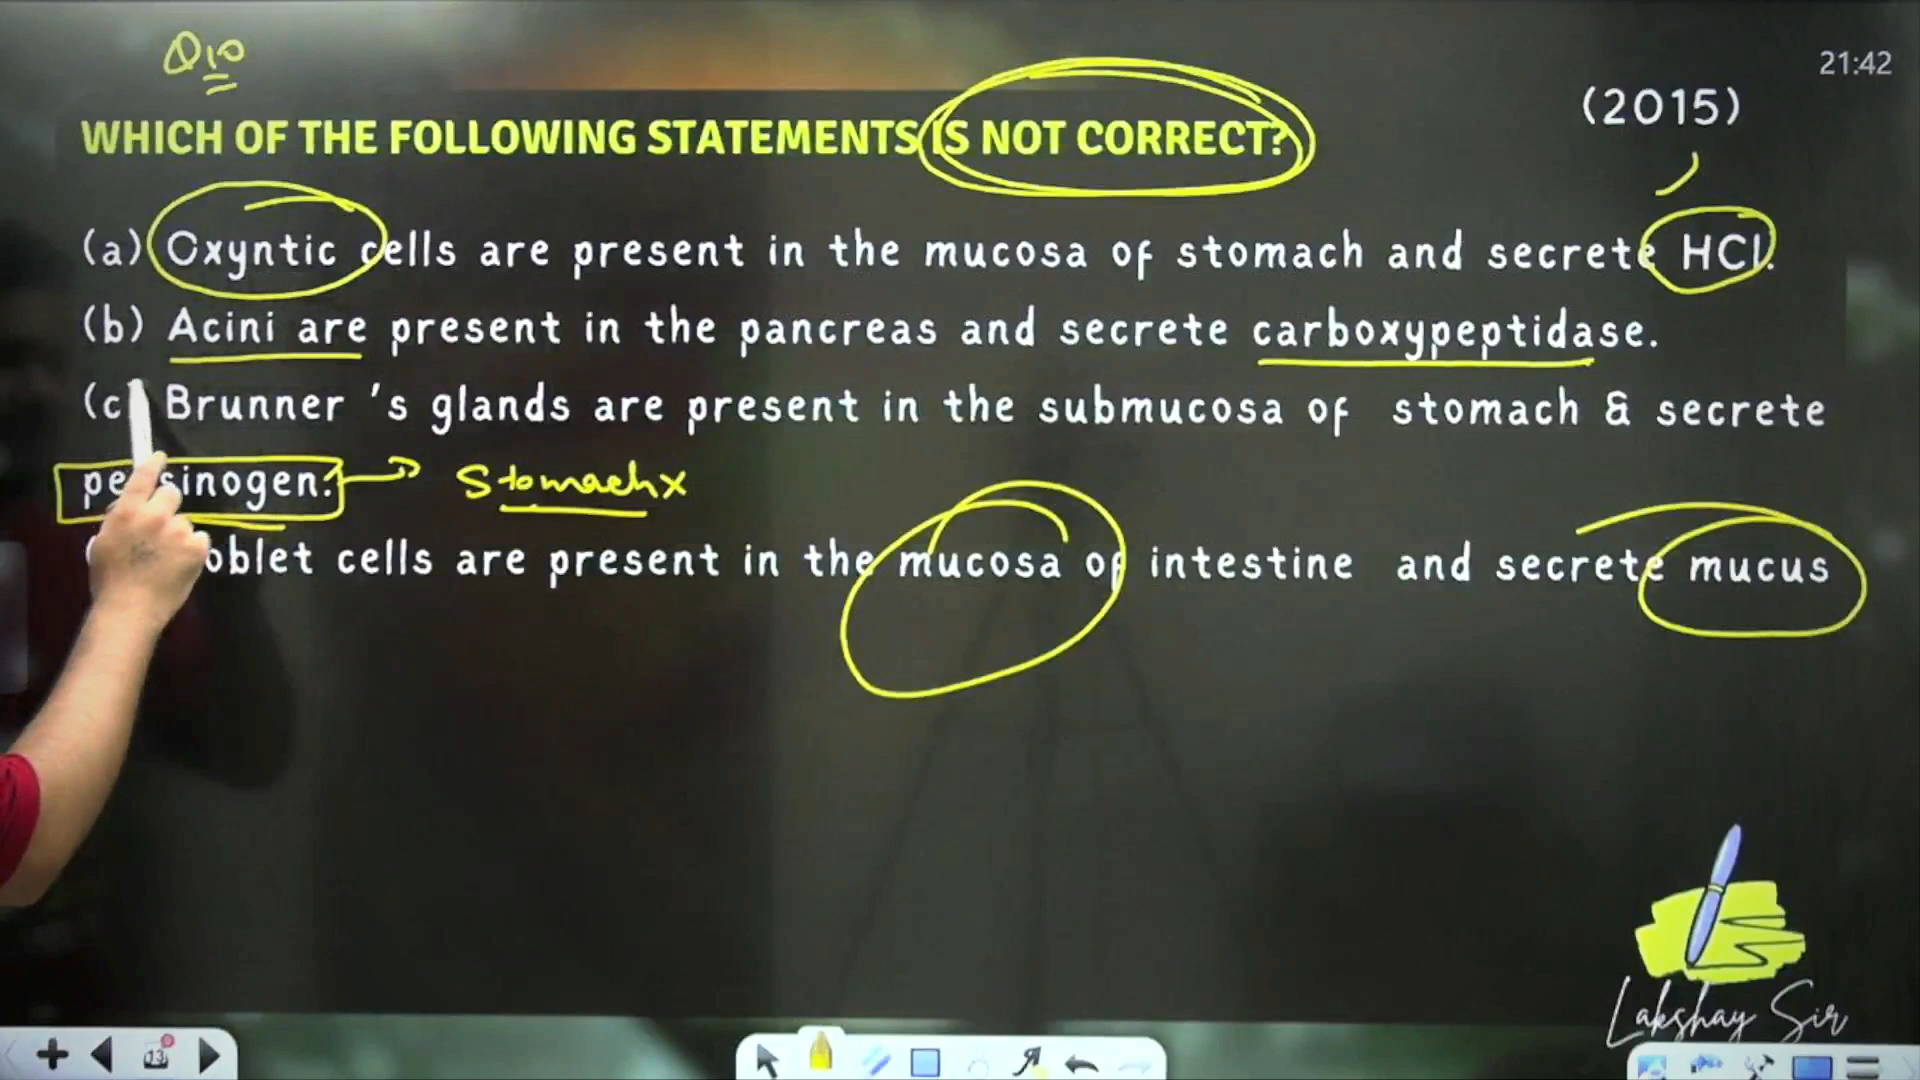 Q10
21:42
(2015)
WHICH OF THE FOLLOWING STATEMENTS IS NOT CORRECT?
(a) Oxyntic cells are present in the mucosa of stomach and secrete HCl.
(b) Acini are present in the pancreas and secrete carboxypeptidase.
(c) Brunner 's glands are present in the submucosa of stomach & secrete
pepsinogen. Stomach x
oblet cells are present in the mucosa of intestine and secrete mucus
Lakshay Sir
13